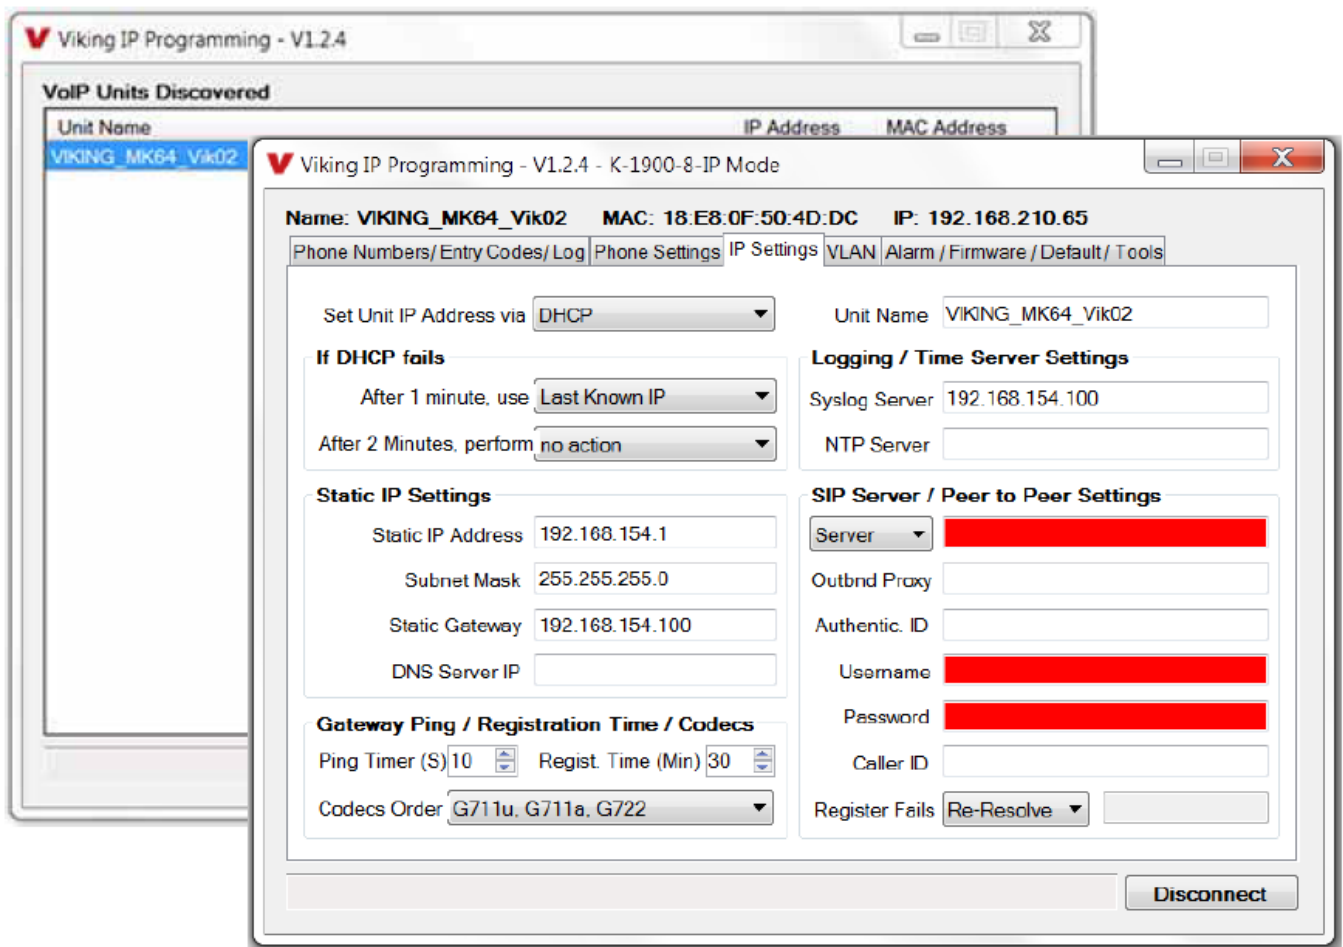 Viking IP Programming - V1.2.4
VoIP Units Discovered
Unit Name IP Address MAC Address
VIKING_MK64_Vik02
Viking IP Programming - V1.2.4 - K-1900-8-IP Mode
Name: VIKING_MK64_Vik02 MAC: 18:E8:0F:50:4D:DC IP: 192.168.210.65
Phone Numbers/ Entry Codes/ Log Phone Settings IP Settings VLAN Alarm / Firmware / Default / Tools
Set Unit IP Address via DHCP
If DHCP fails
After 1 minute, use Last Known IP
After 2 Minutes, perform no action
Static IP Settings
Static IP Address 192.168.154.1
Subnet Mask 255.255.255.0
Static Gateway 192.168.154.100
DNS Server IP
Gateway Ping / Registration Time / Codecs
Ping Timer (S) 10 Regist. Time (Min) 30
Codecs Order G711u, G711a, G722
Unit Name VIKING_MK64_Vik02
Logging / Time Server Settings
Syslog Server 192.168.154.100
NTP Server
SIP Server / Peer to Peer Settings
Server
Outbnd Proxy
Authentic. ID
Username
Password
Caller ID
Register Fails Re-Resolve
Disconnect